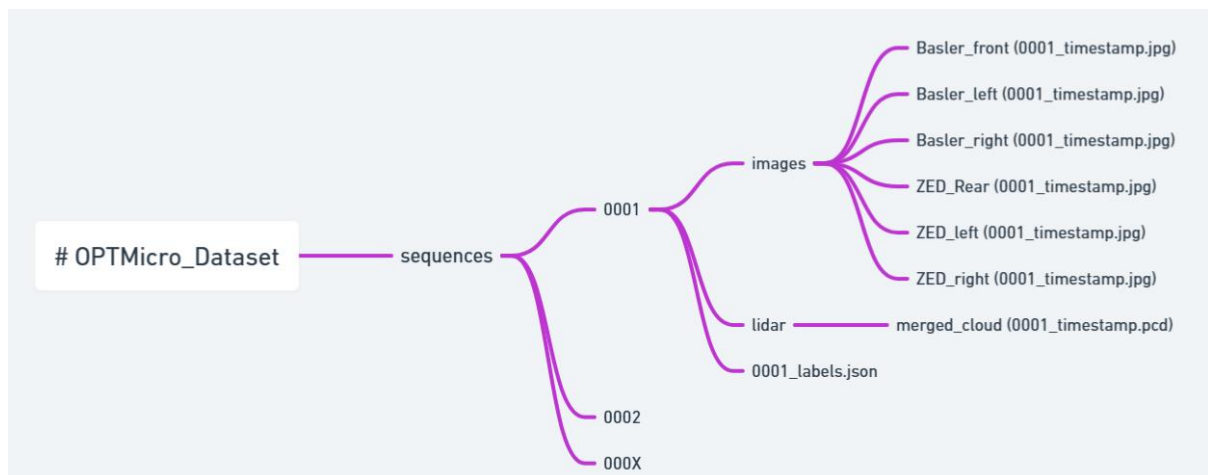 # OPTMicro_Dataset
sequences
0001
images
Basler_front (0001_timestamp.jpg)
Basler_left (0001_timestamp.jpg)
Basler_right (0001_timestamp.jpg)
ZED_Rear (0001_timestamp.jpg)
ZED_left (0001_timestamp.jpg)
ZED_right (0001_timestamp.jpg)
lidar
merged_cloud (0001_timestamp.pcd)
0001_labels.json
0002
000X